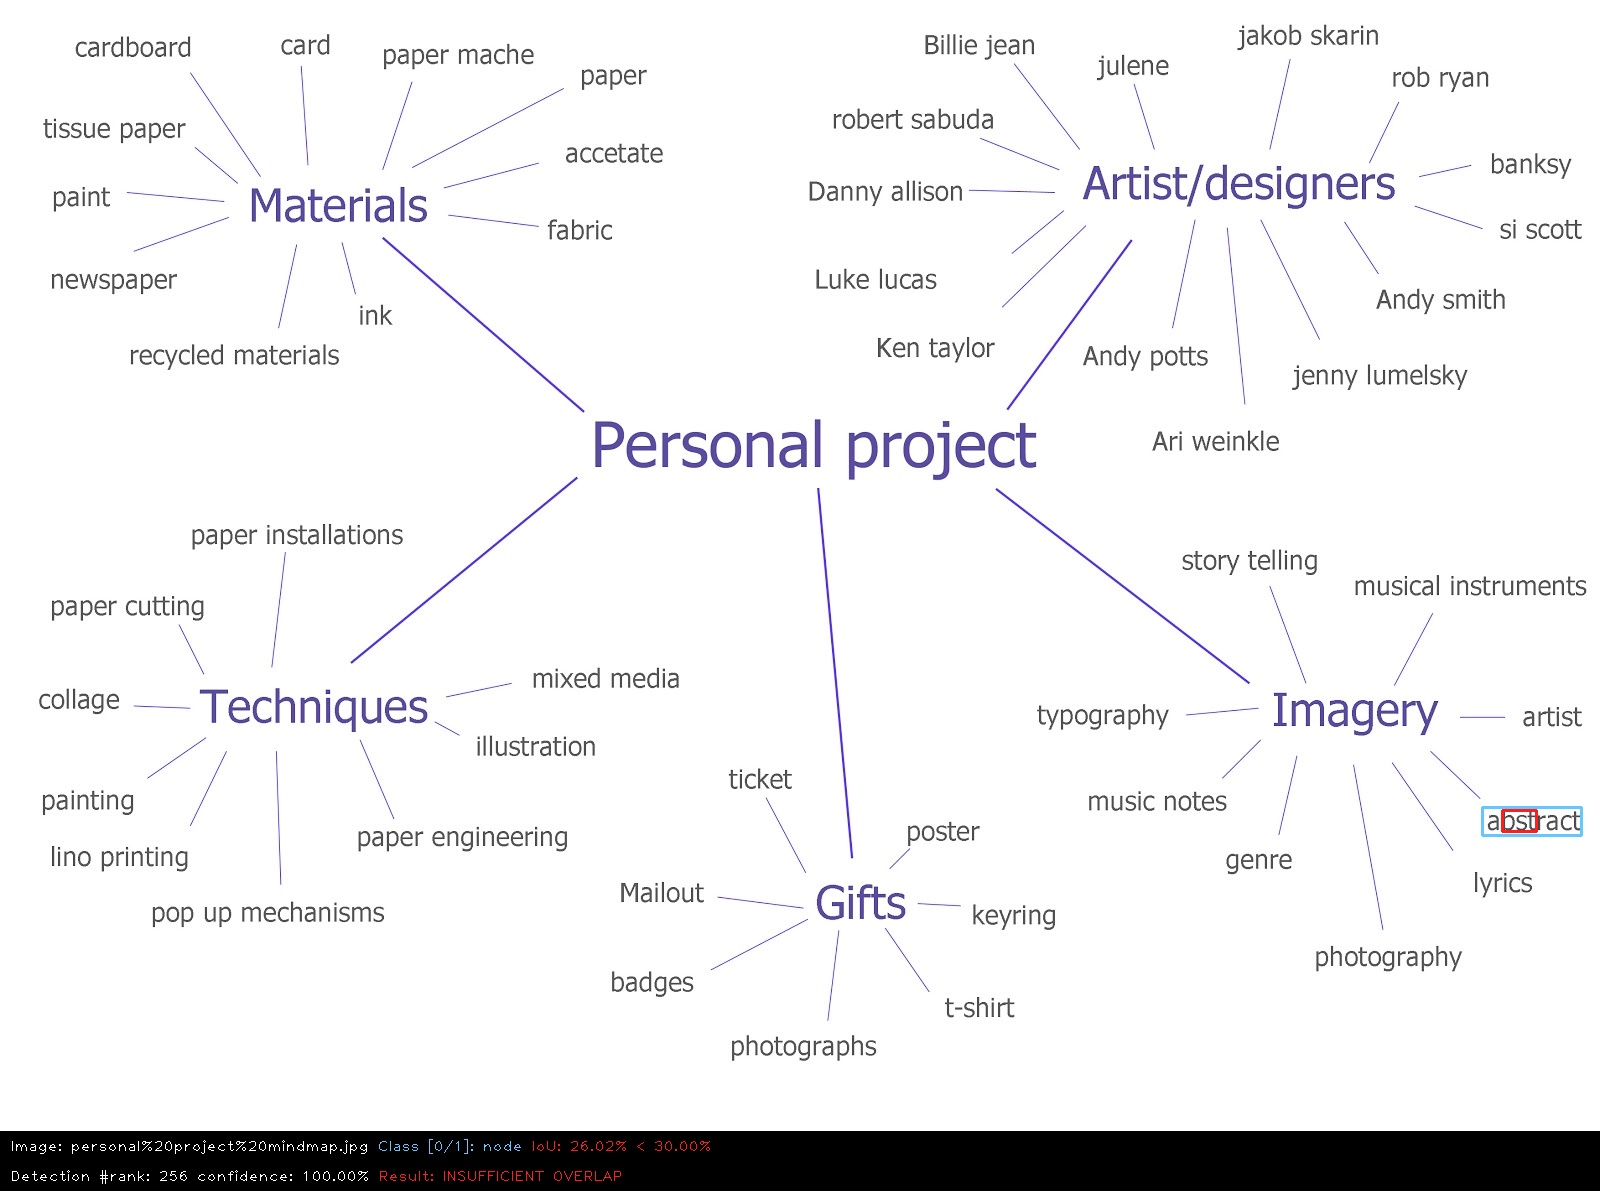 cardboard
card
paper mache
paper
tissue paper
accetate
paint
Materials
fabric
newspaper
ink
recycled materials
Billie jean
julene
jakob skarin
rob ryan
robert sabuda
banksy
Danny allison
Artist/designers
si scott
Luke lucas
Andy smith
Ken taylor
Andy potts
jenny lumelsky
Ari weinkle
Personal project
paper installations
paper cutting
collage
Techniques
mixed media
illustration
painting
paper engineering
lino printing
pop up mechanisms
ticket
poster
Mailout
Gifts
keyring
badges
t-shirt
photographs
story telling
musical instruments
typography
Imagery
artist
music notes
abstract
genre
lyrics
photography
Image: personal%20project%20mindmap.jpg Class [0/1]: node IoU: 26.02% < 30.00%
Detection #rank: 256 confidence: 100.00% Result: INSUFFICIENT OVERLAP